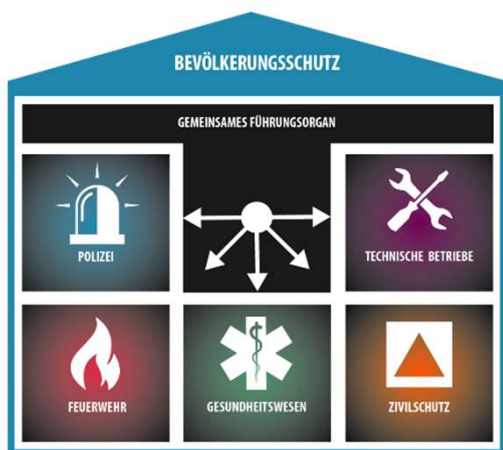 BEVÖLKERUNGSSCHUTZ
GEMEINSAMES FÜHRUNGSORGAN
POLIZEI
TECHNISCHE BETRIEBE
FEUERWEHR
GESUNDHEITSWESEN
ZIVILSCHUTZ